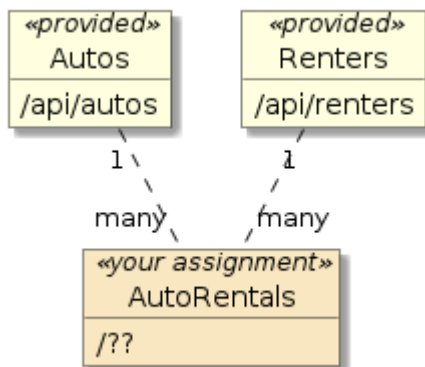 «provided»
Autos
/api/autos
«provided»
Renters
/api/renters
1
1
many
many
«your assignment»
AutoRentals
/??